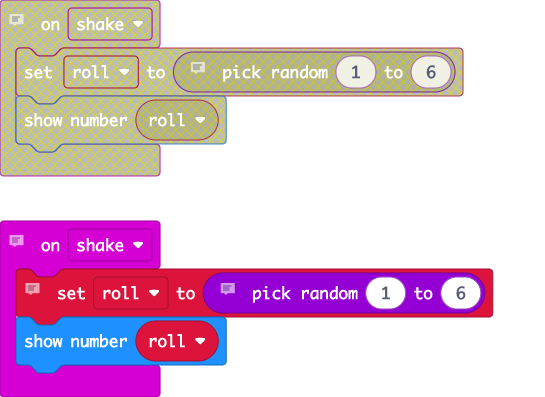 on shake
set roll to pick random 1 to 6
show number roll
on shake
set roll to pick random 1 to 6
show number roll